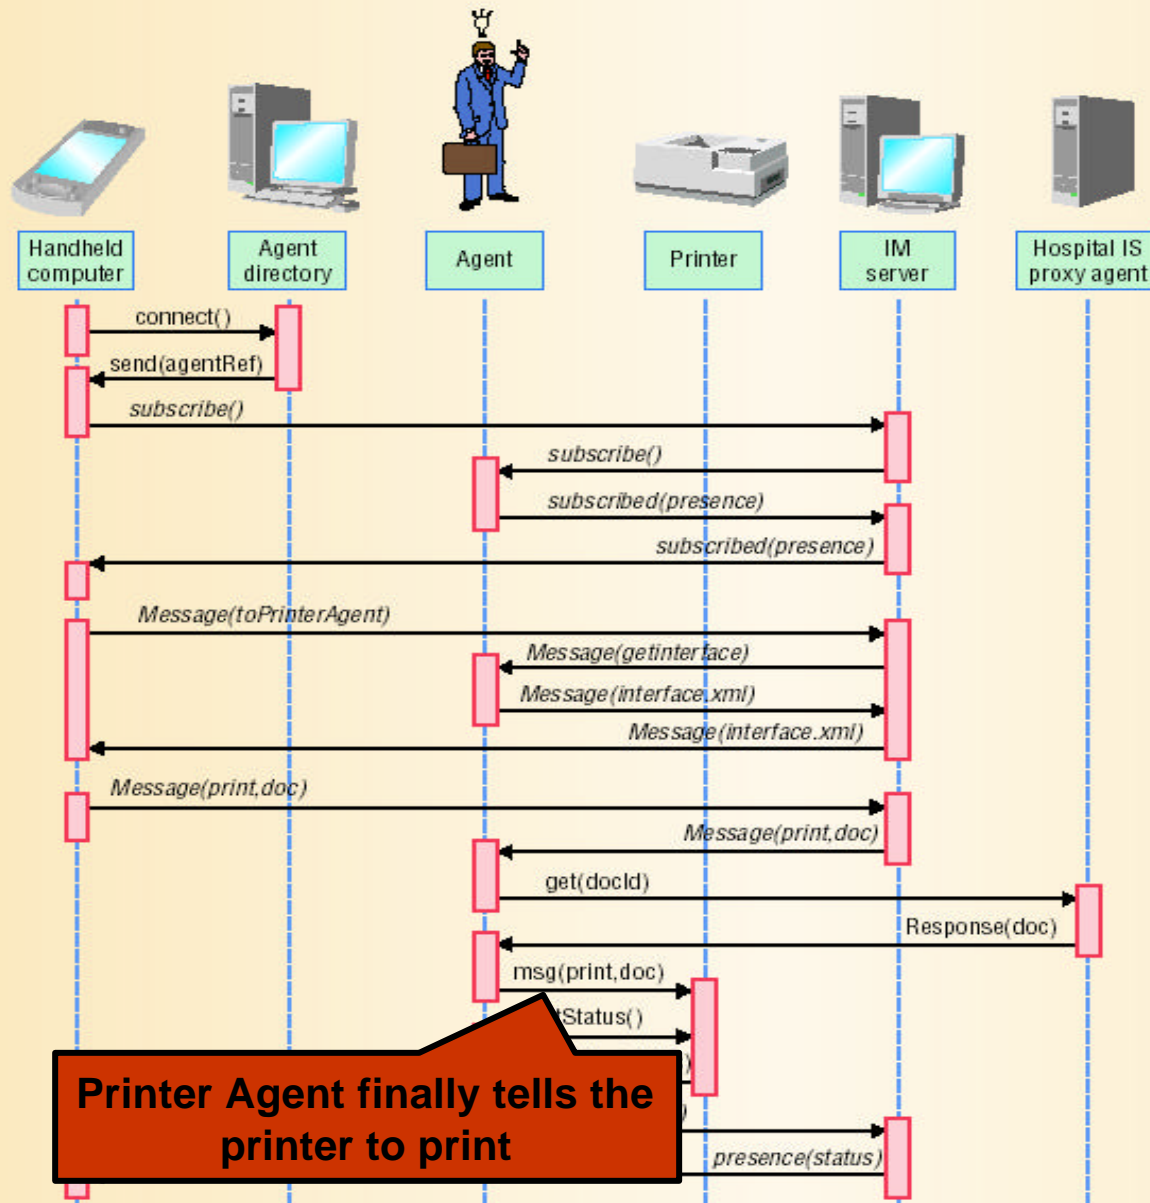 Handheld
computer
Agent
directory
Agent
Printer
IM
server
Hospital IS
proxy agent
connect()
send(agentRef)
subscribe()
subscribe()
subscribed(presence)
subscribed(presence)
Message(toPrinterAgent)
Message(getinterface)
Message(interface.xml)
Message(interface.xml)
Message(print,doc)
Message(print,doc)
get(docId)
Response(doc)
msg(print,doc)
tStatus()
)
)
presence(status)
Printer Agent finally tells the
printer to print